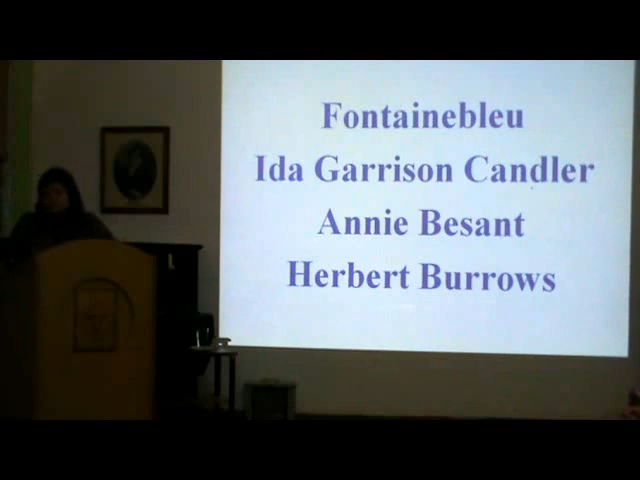 Fontainebleu
Ida Garrison Candler
Annie Besant
Herbert Burrows